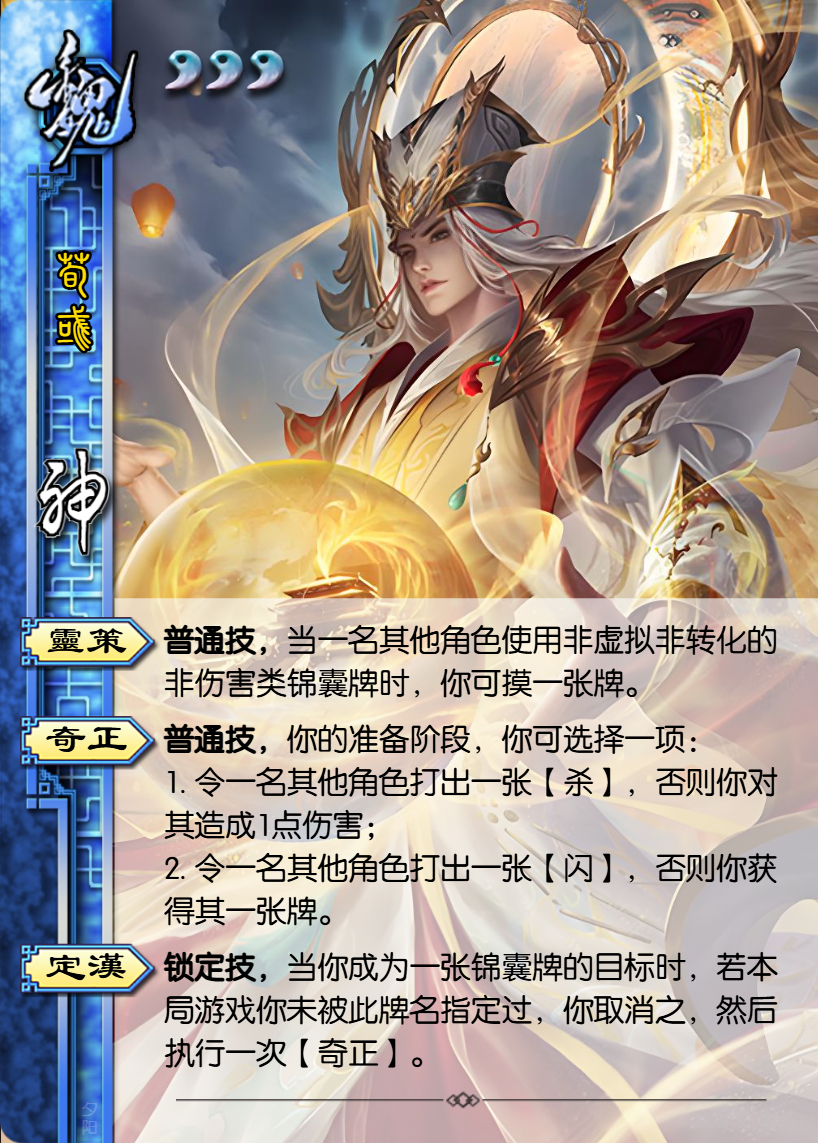 魏
荀彧
神
靈策
普通技，当一名其他角色使用非虚拟非转化的
非伤害类锦囊牌时，你可摸一张牌。
奇正
普通技，你的准备阶段，你可选择一项：
1. 令一名其他角色打出一张【杀】，否则你对
其造成1点伤害；
2. 令一名其他角色打出一张【闪】，否则你获
得其一张牌。
定漢
锁定技，当你成为一张锦囊牌的目标时，若本
局游戏你未被此牌名指定过，你取消之，然后
执行一次【奇正】。
夕阳